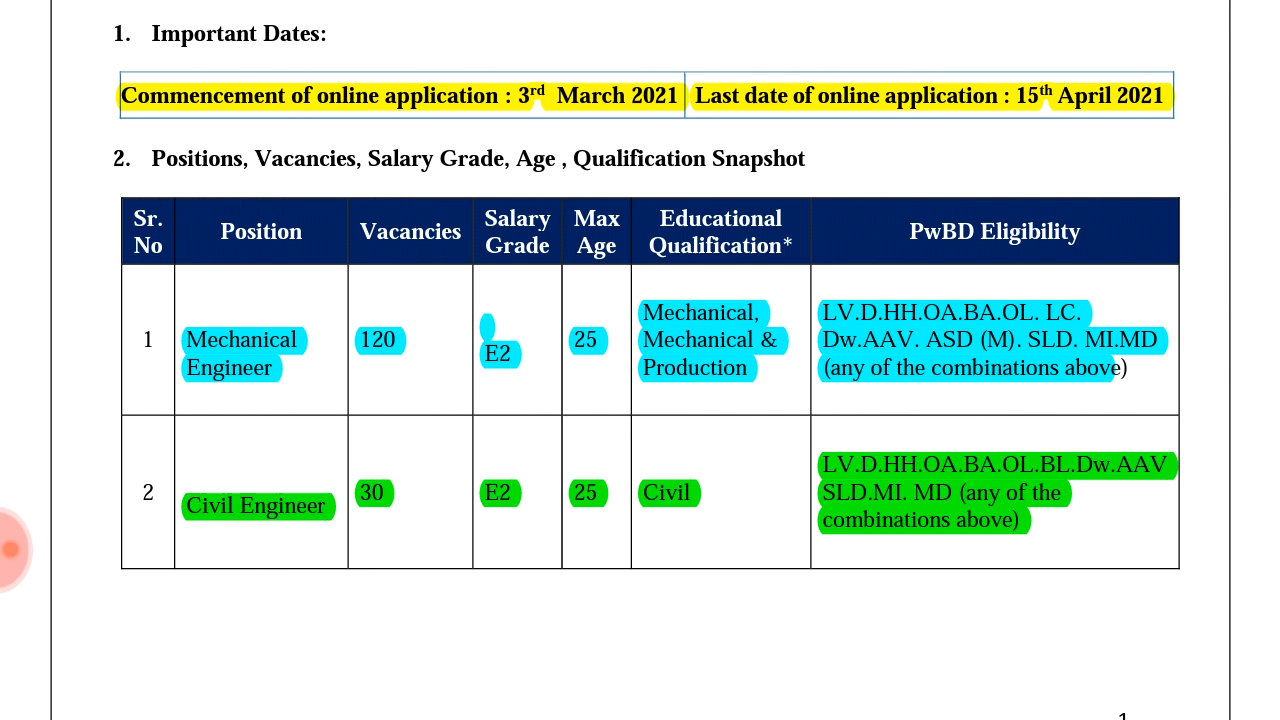 1. Important Dates:
Commencement of online application : 3rd March 2021 Last date of online application : 15th April 2021
2. Positions, Vacancies, Salary Grade, Age , Qualification Snapshot
Sr. No Position Vacancies Salary Grade Max Age Educational Qualification* PwBD Eligibility
1
Mechanical
Engineer
120
E2
25
Mechanical,
Mechanical &
Production
LV.D.HH.OA.BA.OL. LC.
Dw.AAV. ASD (M). SLD. MI.MD
(any of the combinations above)
2
Civil Engineer
30
E2
25
Civil
LV.D.HH.OA.BA.OL.BL.Dw.AAV
SLD.MI. MD (any of the
combinations above)
1